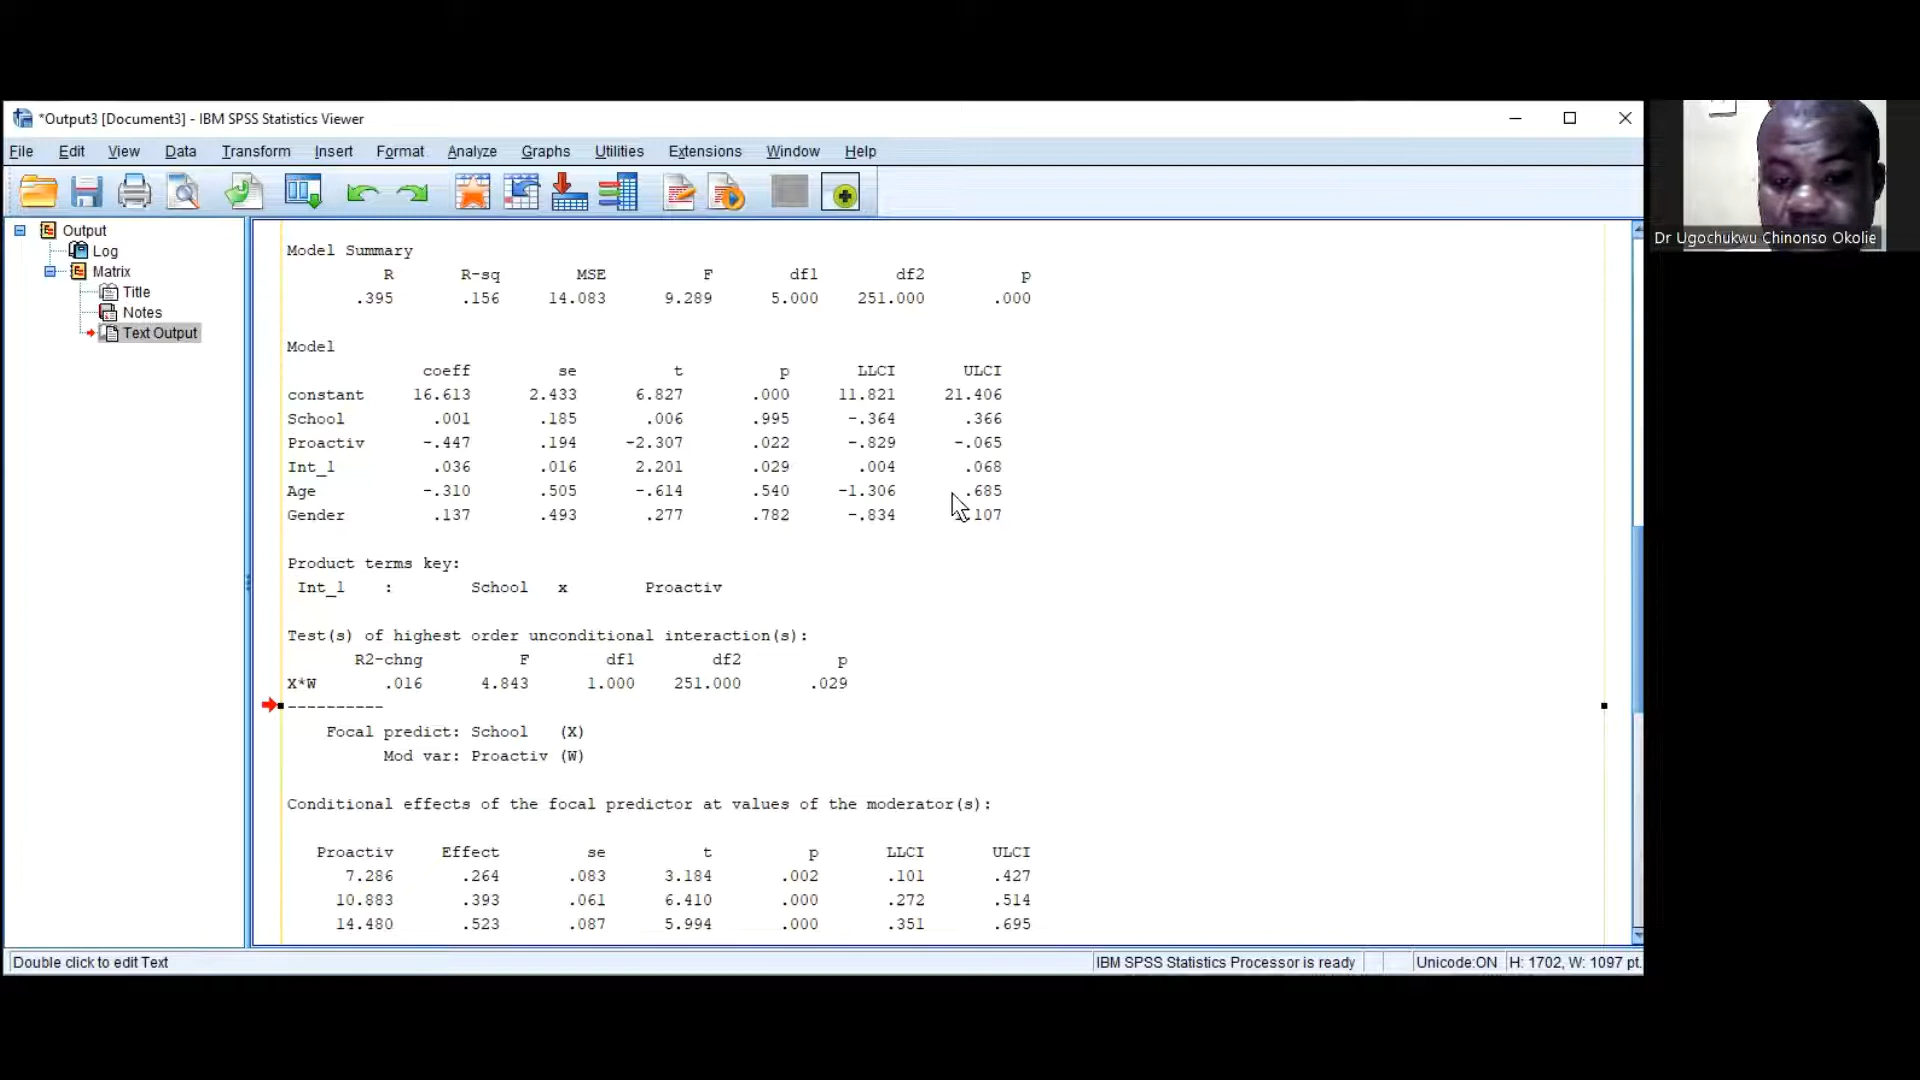 *Output3 [Document3] - IBM SPSS Statistics Viewer
File Edit View Data Transform Insert Format Analyze Graphs Utilities Extensions Window Help
Output
Log
Matrix
Title
Notes
Text Output
Model Summary
R R-sq MSE F df1 df2 p
.395 .156 14.083 9.289 5.000 251.000 .000
Model
coeff se t p LLCI ULCI
constant 16.613 2.433 6.827 .000 11.821 21.406
School .001 .185 .006 .995 -.364 .366
Proactiv -.447 .194 -2.307 .022 -.829 -.065
Int_1 .036 .016 2.201 .029 .004 .068
Age -.310 .505 -.614 .540 -1.306 .685
Gender .137 .493 .277 .782 -.834
Product terms key:
Int_1 : School x Proactiv
Test(s) of highest order unconditional interaction(s):
R2-chng F df1 df2 p
X*W .016 4.843 1.000 251.000 .029
----------
Focal predict: School (X)
Mod var: Proactiv (W)
Conditional effects of the focal predictor at values of the moderator(s):
Proactiv Effect se t p LLCI ULCI
7.286 .264 .083 3.184 .002 .101 .427
10.883 .393 .061 6.410 .000 .272 .514
14.480 .523 .087 5.994 .000 .351 .695
Double click to edit Text
IBM SPSS Statistics Processor is ready Unicode:ON H: 1702, W: 1097 pt.
Dr Ugochukwu Chinonso Okolie